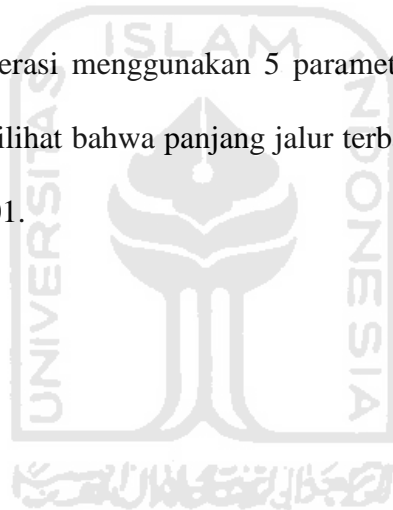 ISLAM
erasi menggunakan 5 paramet
ilihat bahwa panjang jalur terb
01.
UNIVERSITAS
INDONESIA